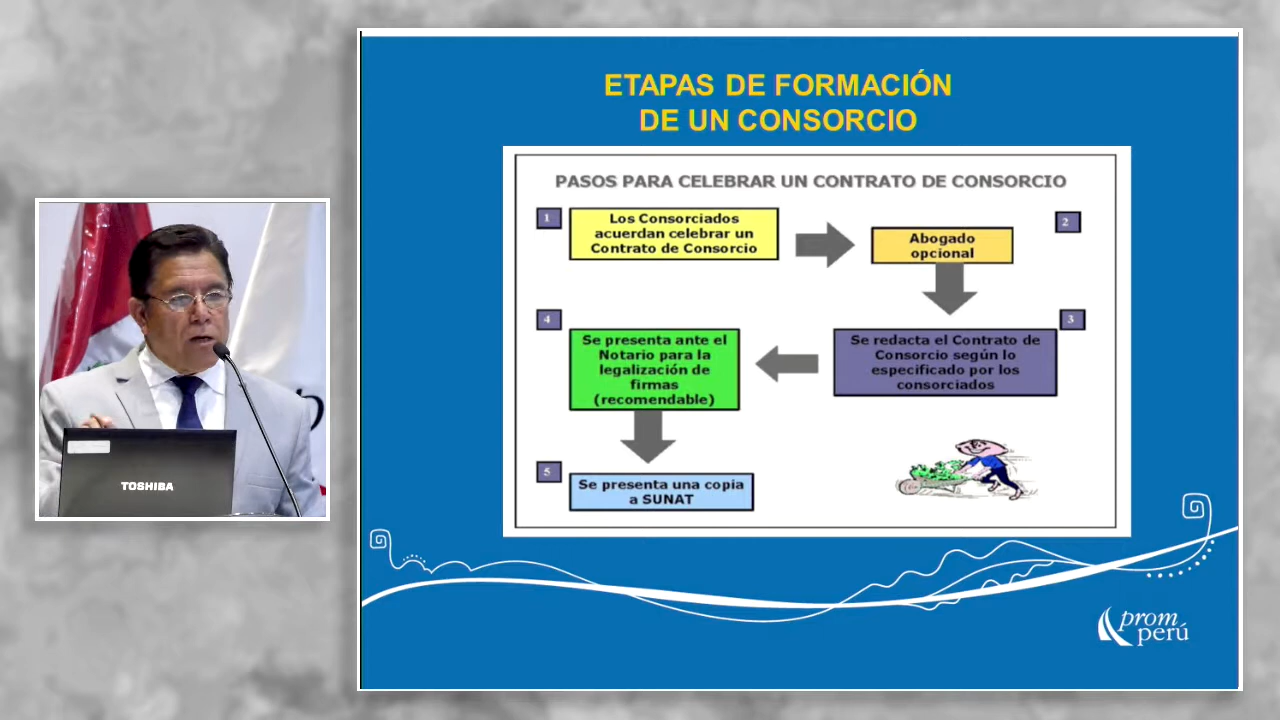 ETAPAS DE FORMACIÓN
DE UN CONSORCIO
PASOS PARA CELEBRAR UN CONTRATO DE CONSORCIO
1
Los Consorciados
acuerdan celebrar un
Contrato de Consorcio
2
Abogado
opcional
3
Se redacta el Contrato de
Consorcio según lo
especificado por los
consorciados
4
Se presenta ante el
Notario para la
legalización de
firmas
(recomendable)
5
Se presenta una copia
a SUNAT
TOSHIBA
prom
perú